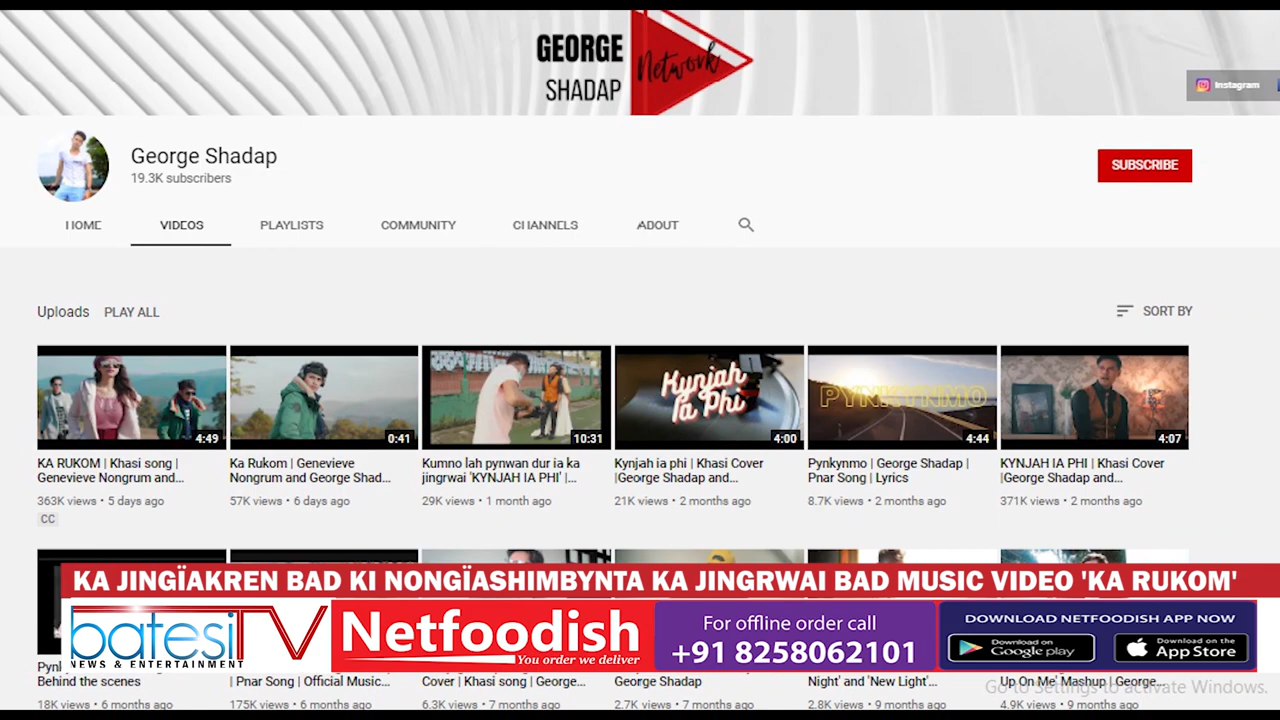 GEORGE
SHADAP
Network
Instagram
George Shadap
19.3K subscribers
SUBSCRIBE
HOME VIDEOS PLAYLISTS COMMUNITY CHANNELS ABOUT
Uploads PLAY ALL SORT BY
Kynjah
Ia Phi
PYNKYNMO
4:49 0:41 10:31 4:00 4:44 4:07
KA RUKOM | Khasi song |
Genevieve Nongrum and...
363K views • 5 days ago
CC
Ka Rukom | Genevieve
Nongrum and George Shad...
57K views • 6 days ago
Kumno lah pynwan dur ia ka
jingrwai 'KYNJAH IA PHI' |...
29K views • 1 month ago
Kynjah ia phi | Khasi Cover
|George Shadap and...
21K views • 2 months ago
Pynkynmo | George Shadap |
Pnar Song | Lyrics
8.7K views • 2 months ago
KYNJAH IA PHI | Khasi Cover
|George Shadap and...
371K views • 2 months ago
KA JINGÏAKREN BAD KI NONGÏASHIMBYNTA KA JINGRWAI BAD MUSIC VIDEO 'KA RUKOM'
batesi TV
NEWS & ENTERTAINMENT
Netfoodish
You order we deliver
For offline order call
+91 8258062101
DOWNLOAD NETFOODISH APP NOW
Download on
Google play
Download on the
App Store
Behind the scenes
18K views • 6 months ago
| Pnar Song | Official Music...
175K views • 6 months ago
Cover | Khasi song | George...
6.3K views • 7 months ago
George Shadap
2.7K views • 7 months ago
Night' and 'New Light'...
2.8K views • 9 months ago
Up On Me' Mashup | George...
4.9K views • 9 months ago
Go to Settings to activate Windows.